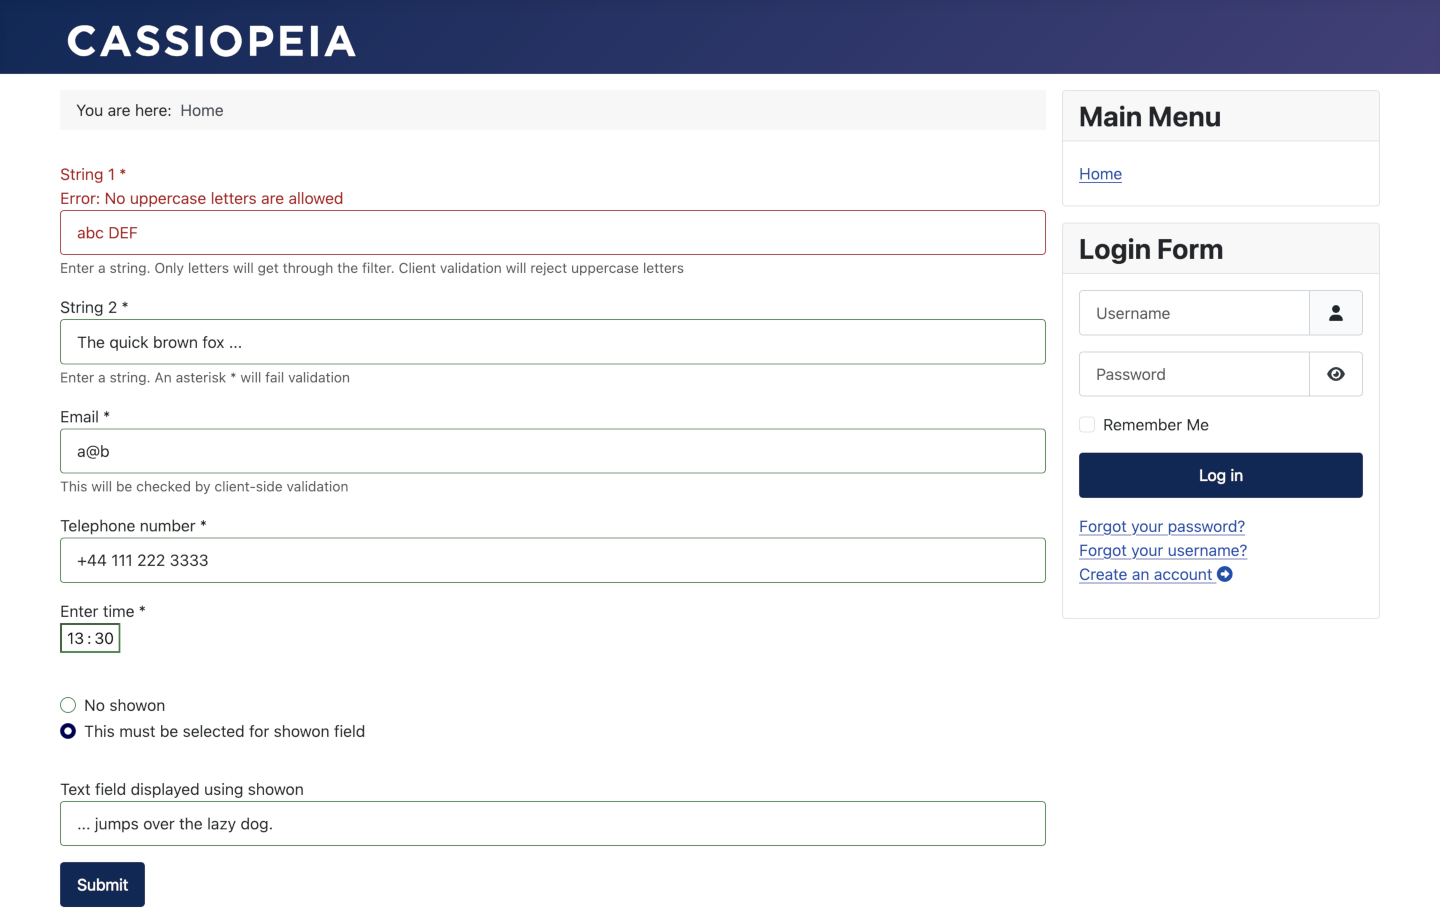 CASSIOPEIA
You are here: Home
String 1 *
Error: No uppercase letters are allowed
abc DEF
Enter a string. Only letters will get through the filter. Client validation will reject uppercase letters
String 2 *
The quick brown fox ...
Enter a string. An asterisk * will fail validation
Email *
a@b
This will be checked by client-side validation
Telephone number *
+44 111 222 3333
Enter time *
13:30
No showon
This must be selected for showon field
Text field displayed using showon
... jumps over the lazy dog.
Submit
Main Menu
Home
Login Form
Username
Password
Remember Me
Log in
Forgot your password?
Forgot your username?
Create an account